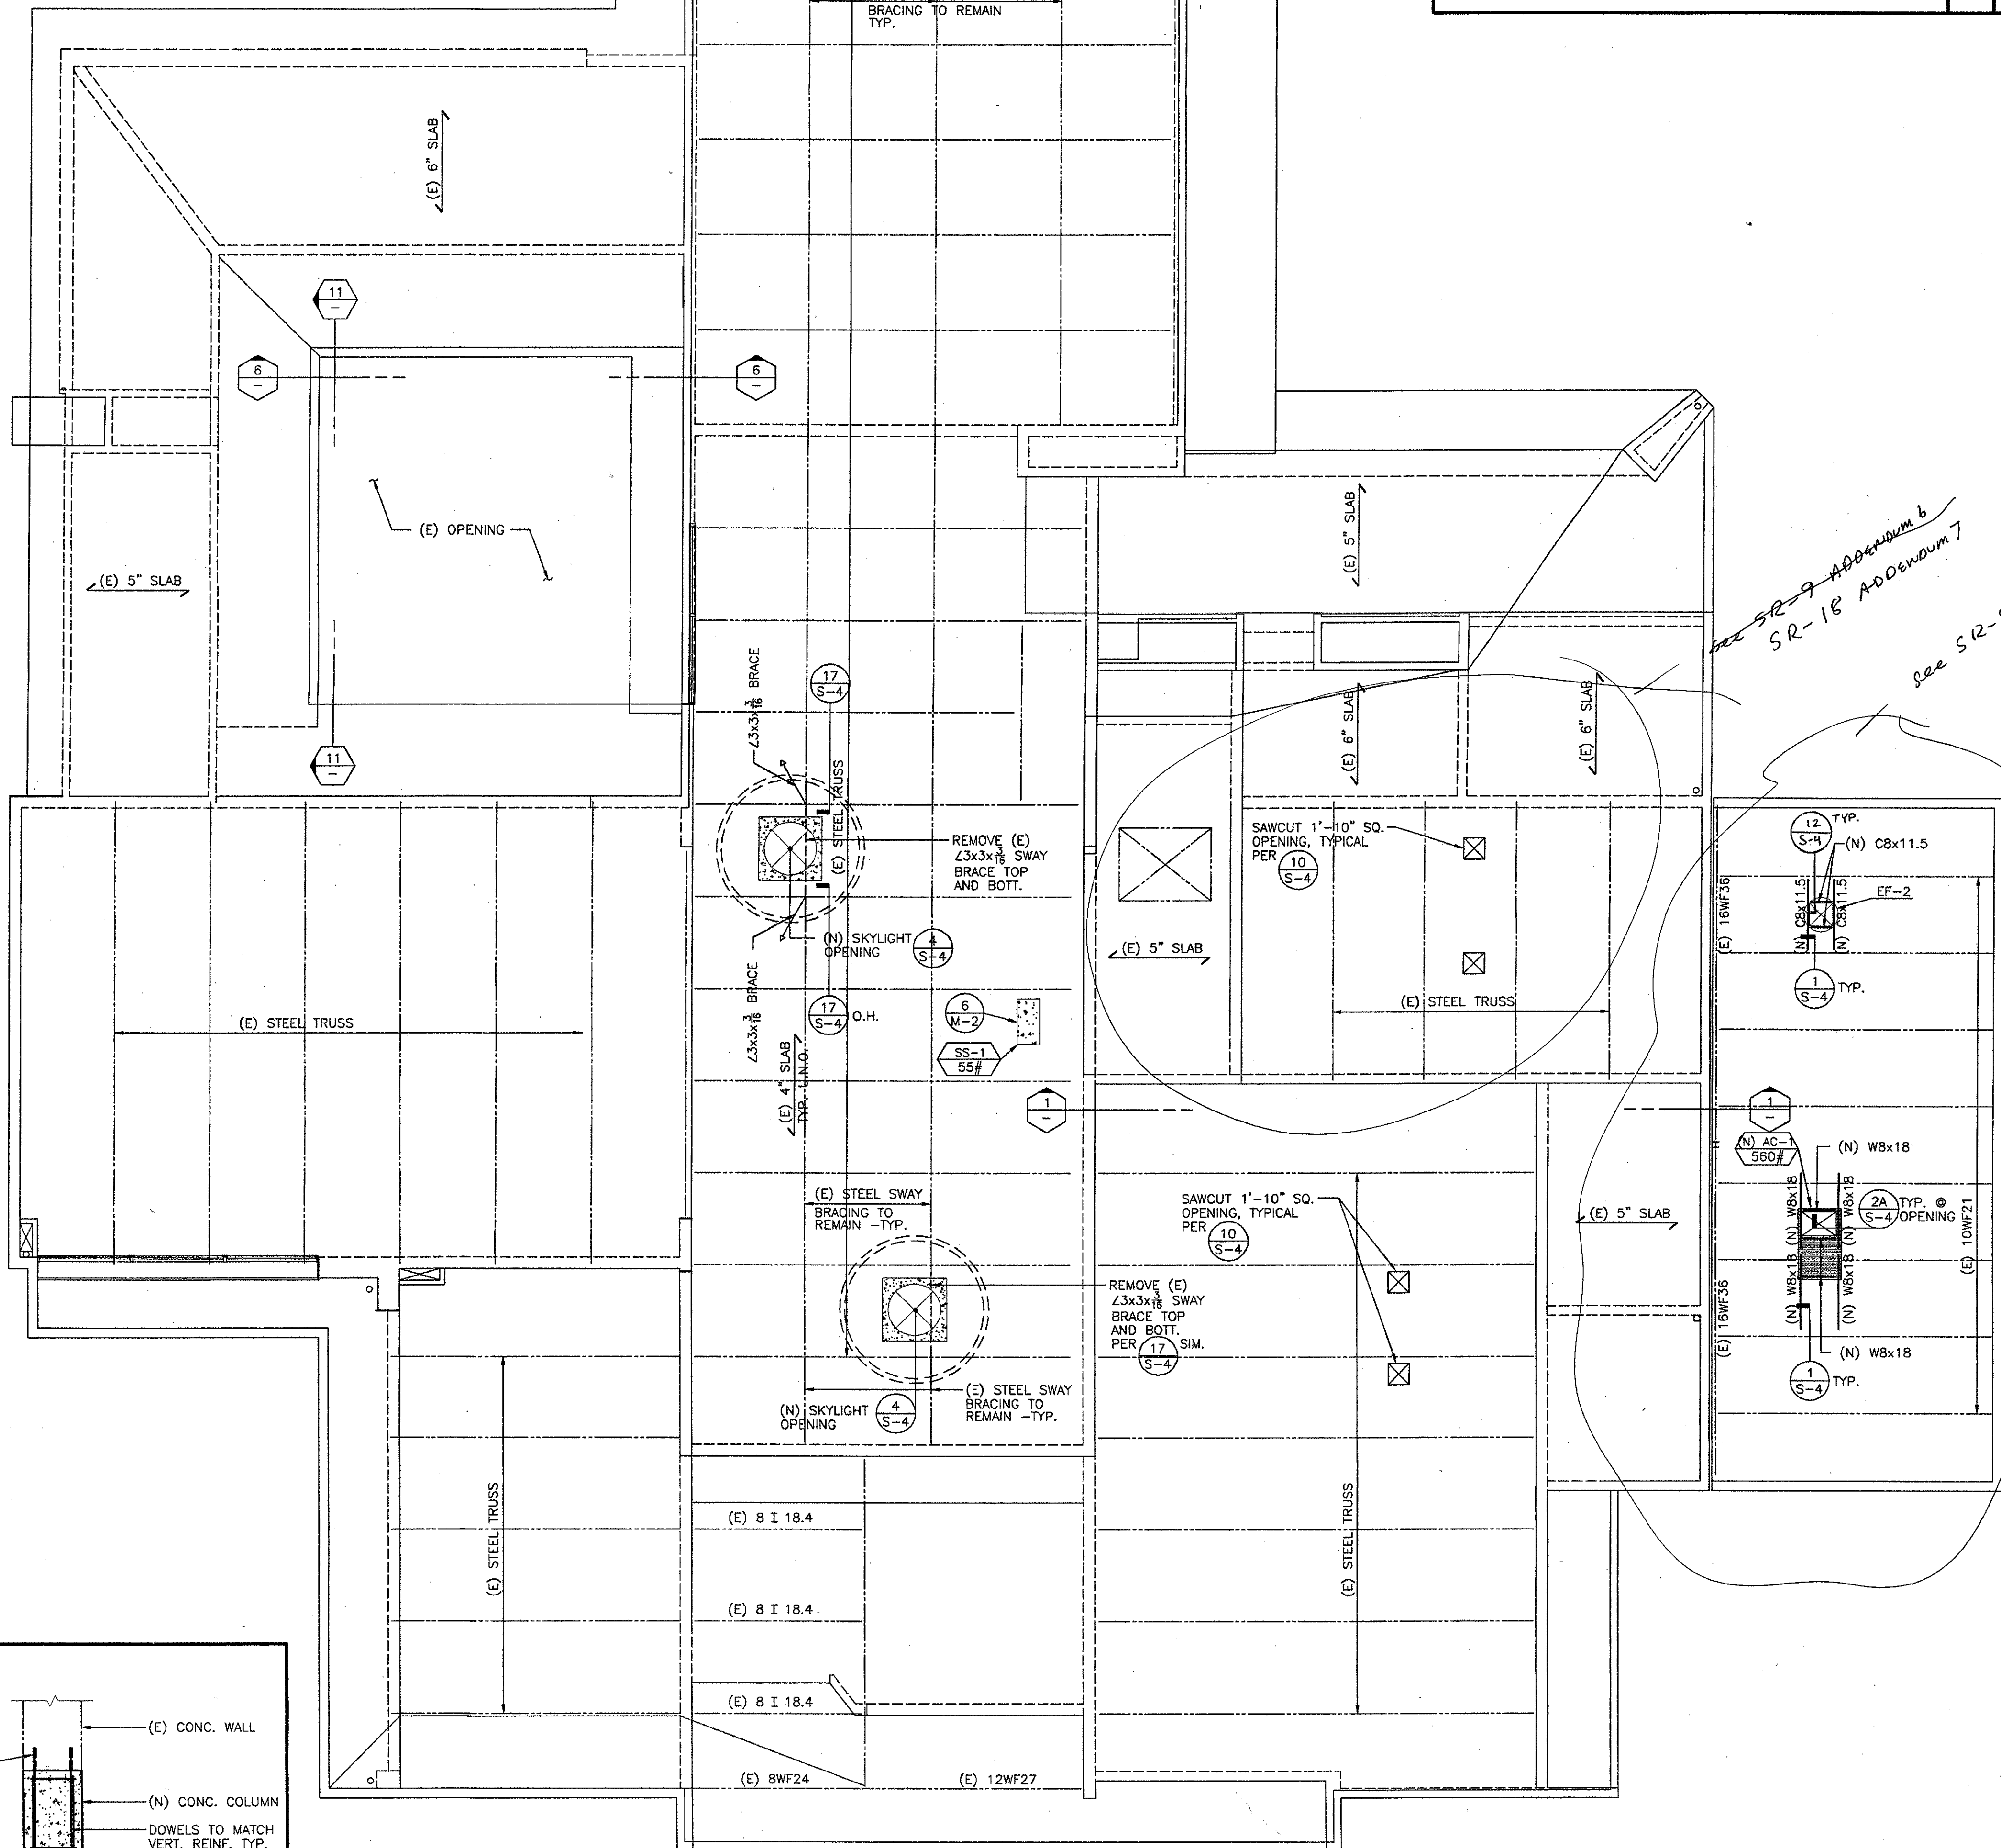 BRACING TO REMAIN
TYP.
(E) 6" SLAB
11
–
6
–
6
–
(E) OPENING
(E) 5" SLAB
11
–
(E) 5" SLAB
see SR-9 ADDENDUM 6
SR-18 ADDENDUM 7
see SR-
∠3x3x3/16 BRACE
17
S-4
(E) STEEL TRUSS
REMOVE (E)
∠3x3x3/16 SWAY
BRACE TOP
AND BOTT.
(N) SKYLIGHT
OPENING
4
S-4
∠3x3x3/16 BRACE
17
S-4
O.H.
6
M-2
SS-1
55#
(E) 4" SLAB
TYP. U.N.O.
(E) STEEL TRUSS
(E) 6" SLAB
(E) 6" SLAB
SAWCUT 1'-10" SQ.
OPENING, TYPICAL
PER
10
S-4
(E) 5" SLAB
(E) STEEL TRUSS
12
S-4
TYP.
(N) C8x11.5
(E) 16WF36
(N) C8x11.5
(N) C8x11.5
EF-2
1
S-4
TYP.
1
–
1
–
(N) AC-1
560#
(N) W8x18
(N) W8x18
(N) W8x18
2A
S-4
TYP. @
OPENING
(E) 10WF21
(N) W8x18
(N) W8x18
(E) 16WF36
(N) W8x18
1
S-4
TYP.
(E) STEEL SWAY
BRACING TO
REMAIN -TYP.
SAWCUT 1'-10" SQ.
OPENING, TYPICAL
PER
10
S-4
(E) 5" SLAB
REMOVE (E)
∠3x3x3/16 SWAY
BRACE TOP
AND BOTT.
PER
17
S-4
SIM.
(N) SKYLIGHT
OPENING
4
S-4
(E) STEEL SWAY
BRACING TO
REMAIN -TYP.
(E) STEEL TRUSS
(E) STEEL TRUSS
(E) 8 I 18.4
(E) 8 I 18.4
(E) 8 I 18.4
(E) 8WF24
(E) 12WF27
(E) CONC. WALL
(N) CONC. COLUMN
DOWELS TO MATCH
VERT. REINF. TYP.